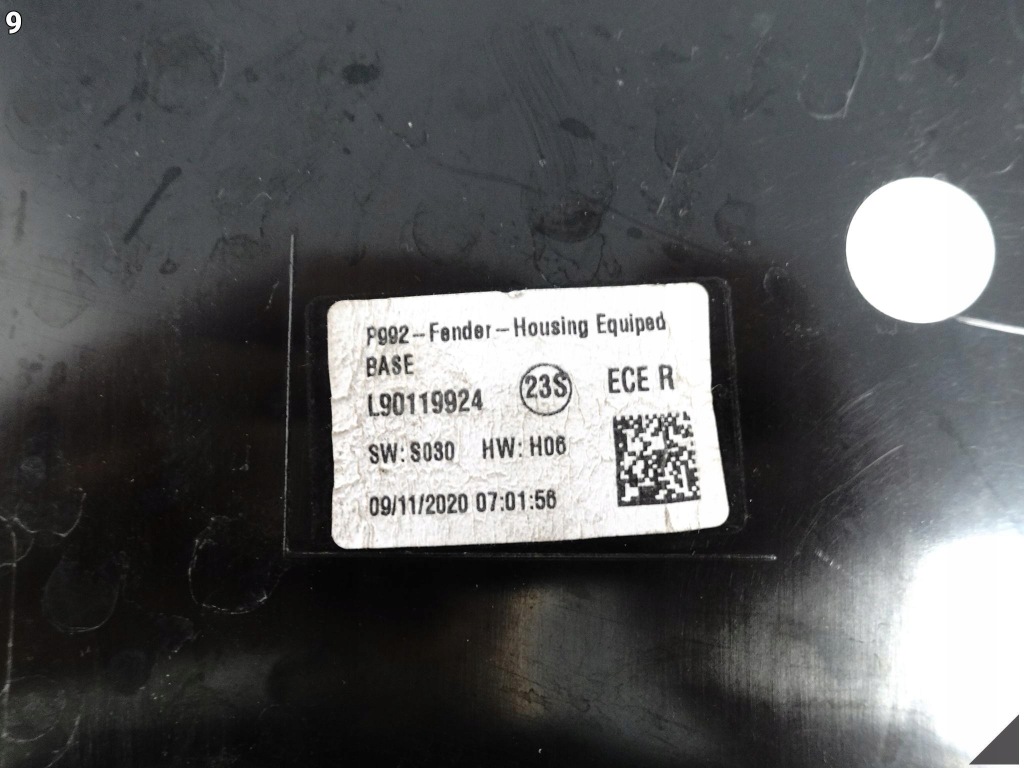 9
P992-Fender-Housing Equiped
BASE
L90119924 23S ECE R
SW: S030 HW: H06
09/11/2020 07:01:56